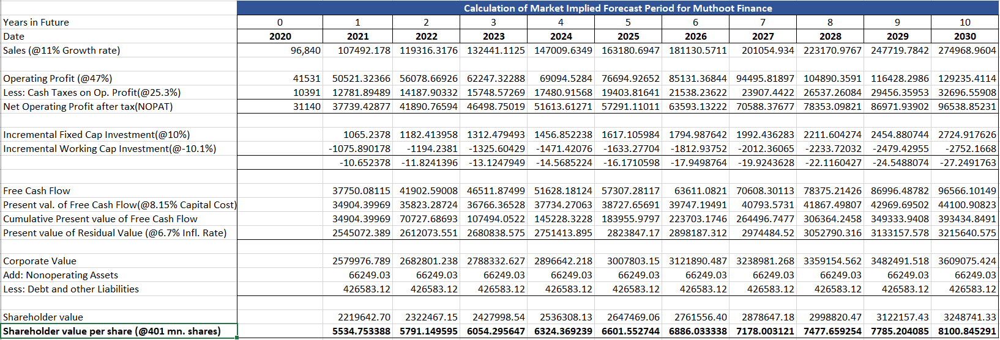 Calculation of Market Implied Forecast Period for Muthoot Finance
Years in Future 0 1 2 3 4 5 6 7 8 9 10
Date 2020 2021 2022 2023 2024 2025 2026 2027 2028 2029 2030
Sales (@11% Growth rate) 96,840 107492.178 119316.3176 132441.1125 147009.6349 163180.6947 181130.5711 201054.934 223170.9767 247719.7842 274968.9604
Operating Profit (@47%) 41531 50521.32366 56078.66926 62247.32288 69094.5284 76694.92652 85131.36844 94495.81897 104890.3591 116428.2986 129235.4114
Less: Cash Taxes on Op. Profit(@25.3%) 10391 12781.89489 14187.90332 15748.57269 17480.91568 19403.81641 21538.23622 23907.4422 26537.26084 29456.35953 32696.55908
Net Operating Profit after tax(NOPAT) 31140 37739.42877 41890.76594 46498.75019 51613.61271 57291.11011 63593.13222 70588.37677 78353.09821 86971.93902 96538.85231
Incremental Fixed Cap Investment(@10%) 1065.2378 1182.413958 1312.479493 1456.852238 1617.105984 1794.987642 1992.436283 2211.604274 2454.880744 2724.917626
Incremental Working Cap Investment(@-10.1%) -1075.890178 -1194.2381 -1325.60429 -1471.42076 -1633.27704 -1812.93752 -2012.36065 -2233.72032 -2479.42955 -2752.1668
-10.652378 -11.8241396 -13.1247949 -14.5685224 -16.1710598 -17.9498764 -19.9243628 -22.1160427 -24.5488074 -27.2491763
Free Cash Flow 37750.08115 41902.59008 46511.87499 51628.18124 57307.28117 63611.0821 70608.30113 78375.21426 86996.48782 96566.10149
Present val. of Free Cash Flow(@8.15% Capital Cost) 34904.39969 35823.28724 36766.36528 37734.27063 38727.65691 39747.19491 40793.5731 41867.49807 42969.69502 44100.90823
Cumulative Present value of Free Cash Flow 34904.39969 70727.68693 107494.0522 145228.3228 183955.9797 223703.1746 264496.7477 306364.2458 349333.9408 393434.8491
Present value of Residual Value (@6.7% Infl. Rate) 2545072.389 2612073.551 2680838.575 2751413.895 2823847.17 2898187.312 2974484.52 3052790.316 3133157.578 3215640.575
Corporate Value 2579976.789 2682801.238 2788332.627 2896642.218 3007803.15 3121890.487 3238981.268 3359154.562 3482491.518 3609075.424
Add: Nonoperating Assets 66249.03 66249.03 66249.03 66249.03 66249.03 66249.03 66249.03 66249.03 66249.03 66249.03
Less: Debt and other Liabilities 426583.12 426583.12 426583.12 426583.12 426583.12 426583.12 426583.12 426583.12 426583.12 426583.12
Shareholder value 2219642.70 2322467.15 2427998.54 2536308.13 2647469.06 2761556.40 2878647.18 2998820.47 3122157.43 3248741.33
Shareholder value per share (@401 mn. shares) 5534.753388 5791.149595 6054.295647 6324.369239 6601.552744 6886.033338 7178.003121 7477.659254 7785.204085 8100.845291